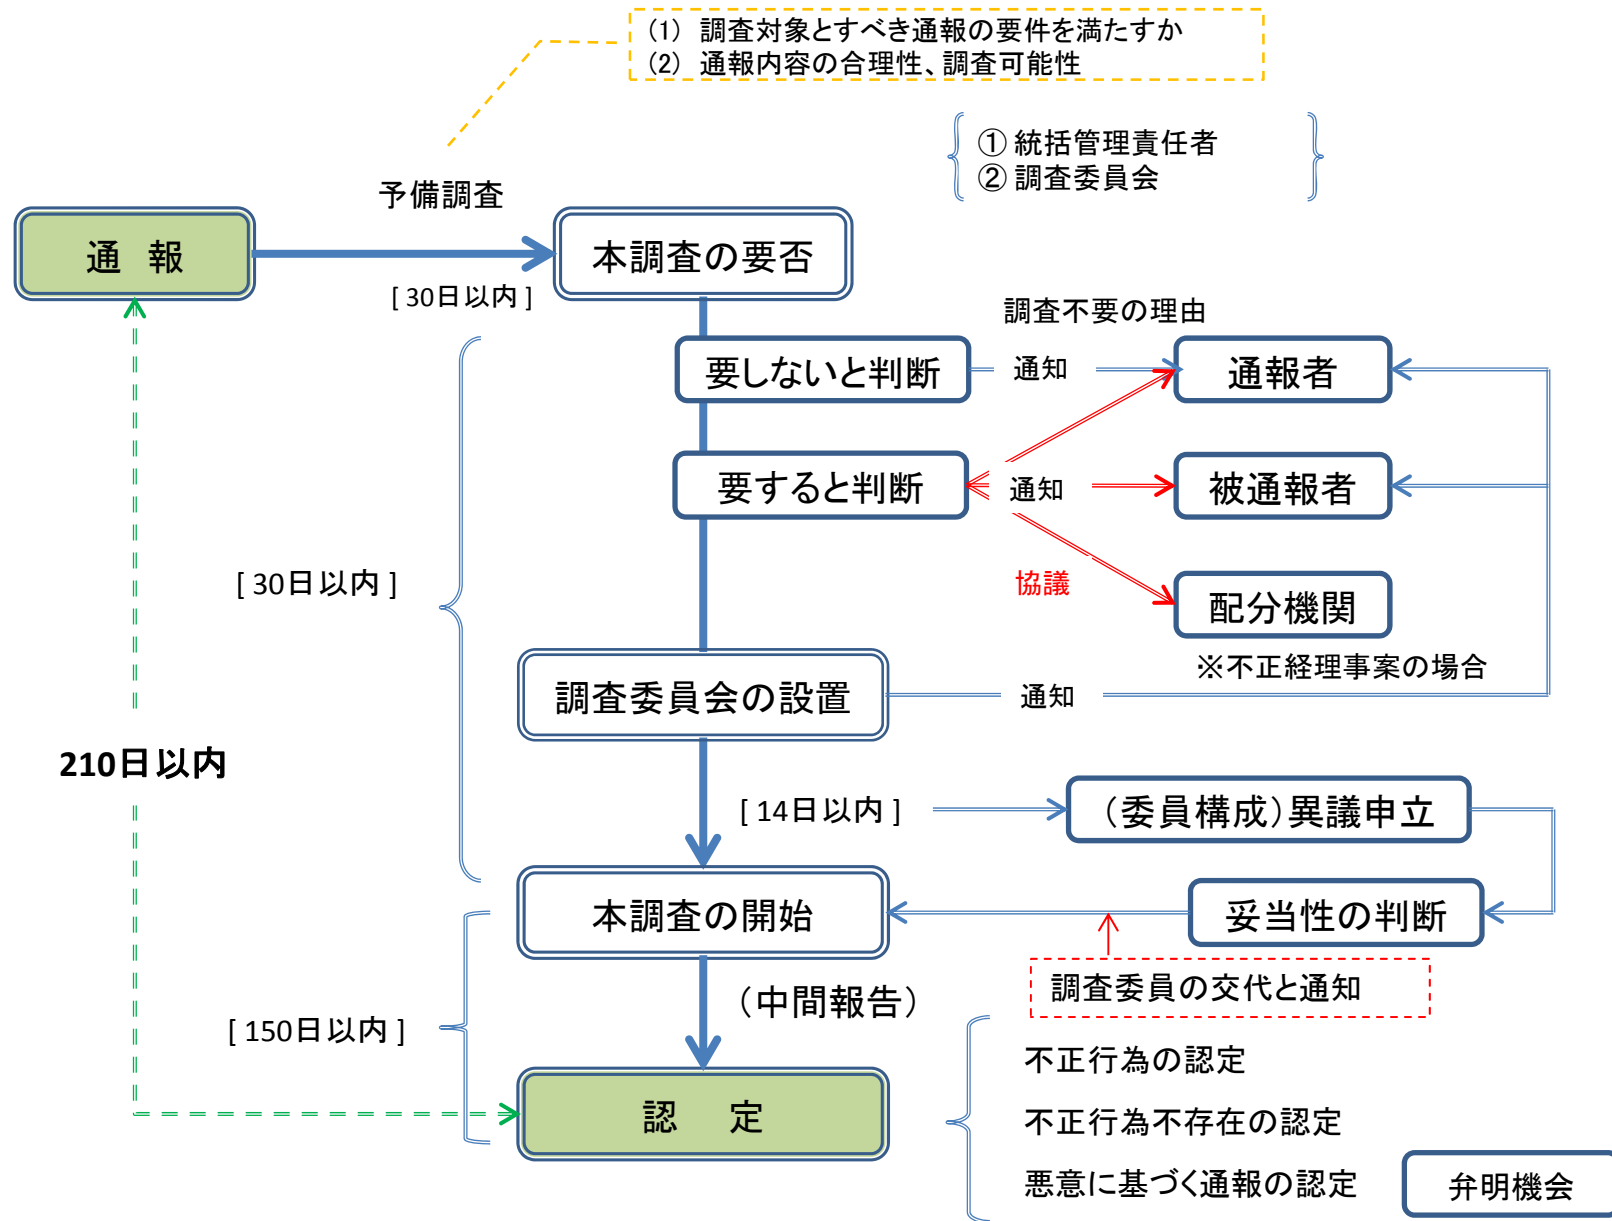 (1) 調査対象とすべき通報の要件を満たすか
(2) 通報内容の合理性、調査可能性
① 統括管理責任者
② 調査委員会
予備調査
通 報
本調査の要否
[ 30日以内 ]
調査不要の理由
要しないと判断
通知
通報者
要すると判断
通知
被通報者
[ 30日以内 ]
協議
配分機関
※不正経理事案の場合
調査委員会の設置
通知
210日以内
[ 14日以内 ]
(委員構成)異議申立
本調査の開始
妥当性の判断
調査委員の交代と通知
(中間報告)
[ 150日以内 ]
不正行為の認定
認 定
不正行為不存在の認定
悪意に基づく通報の認定
弁明機会